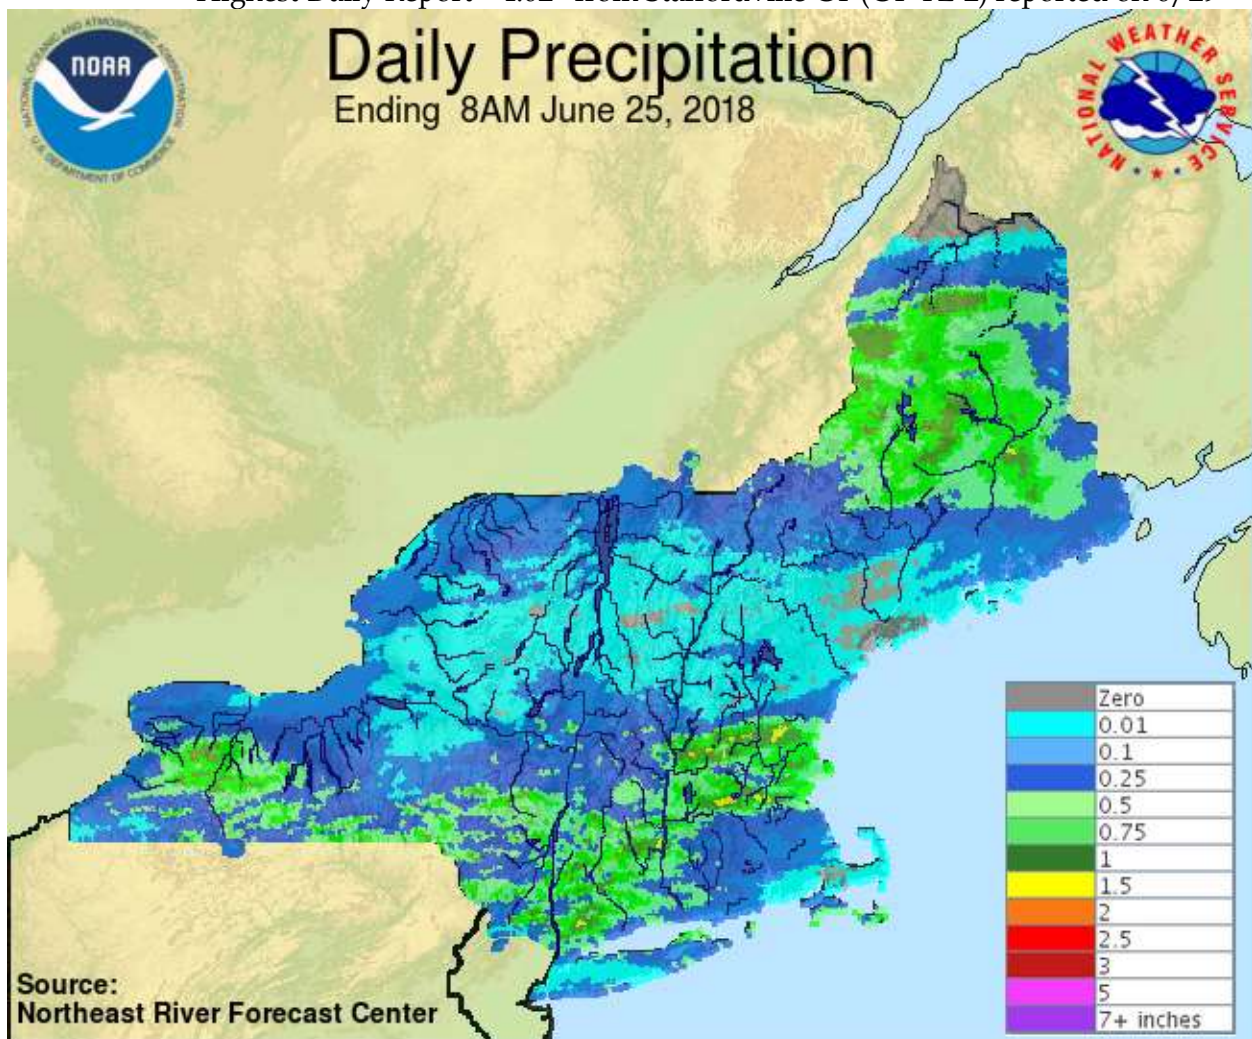 Daily Precipitation
Ending 8AM June 25, 2018
NOAA
NATIONAL OCEANIC AND ATMOSPHERIC ADMINISTRATION
U.S. DEPARTMENT OF COMMERCE
NATIONAL WEATHER SERVICE
Zero
0.01
0.1
0.25
0.5
0.75
1
1.5
2
2.5
3
5
7+ inches
Source:
Northeast River Forecast Center